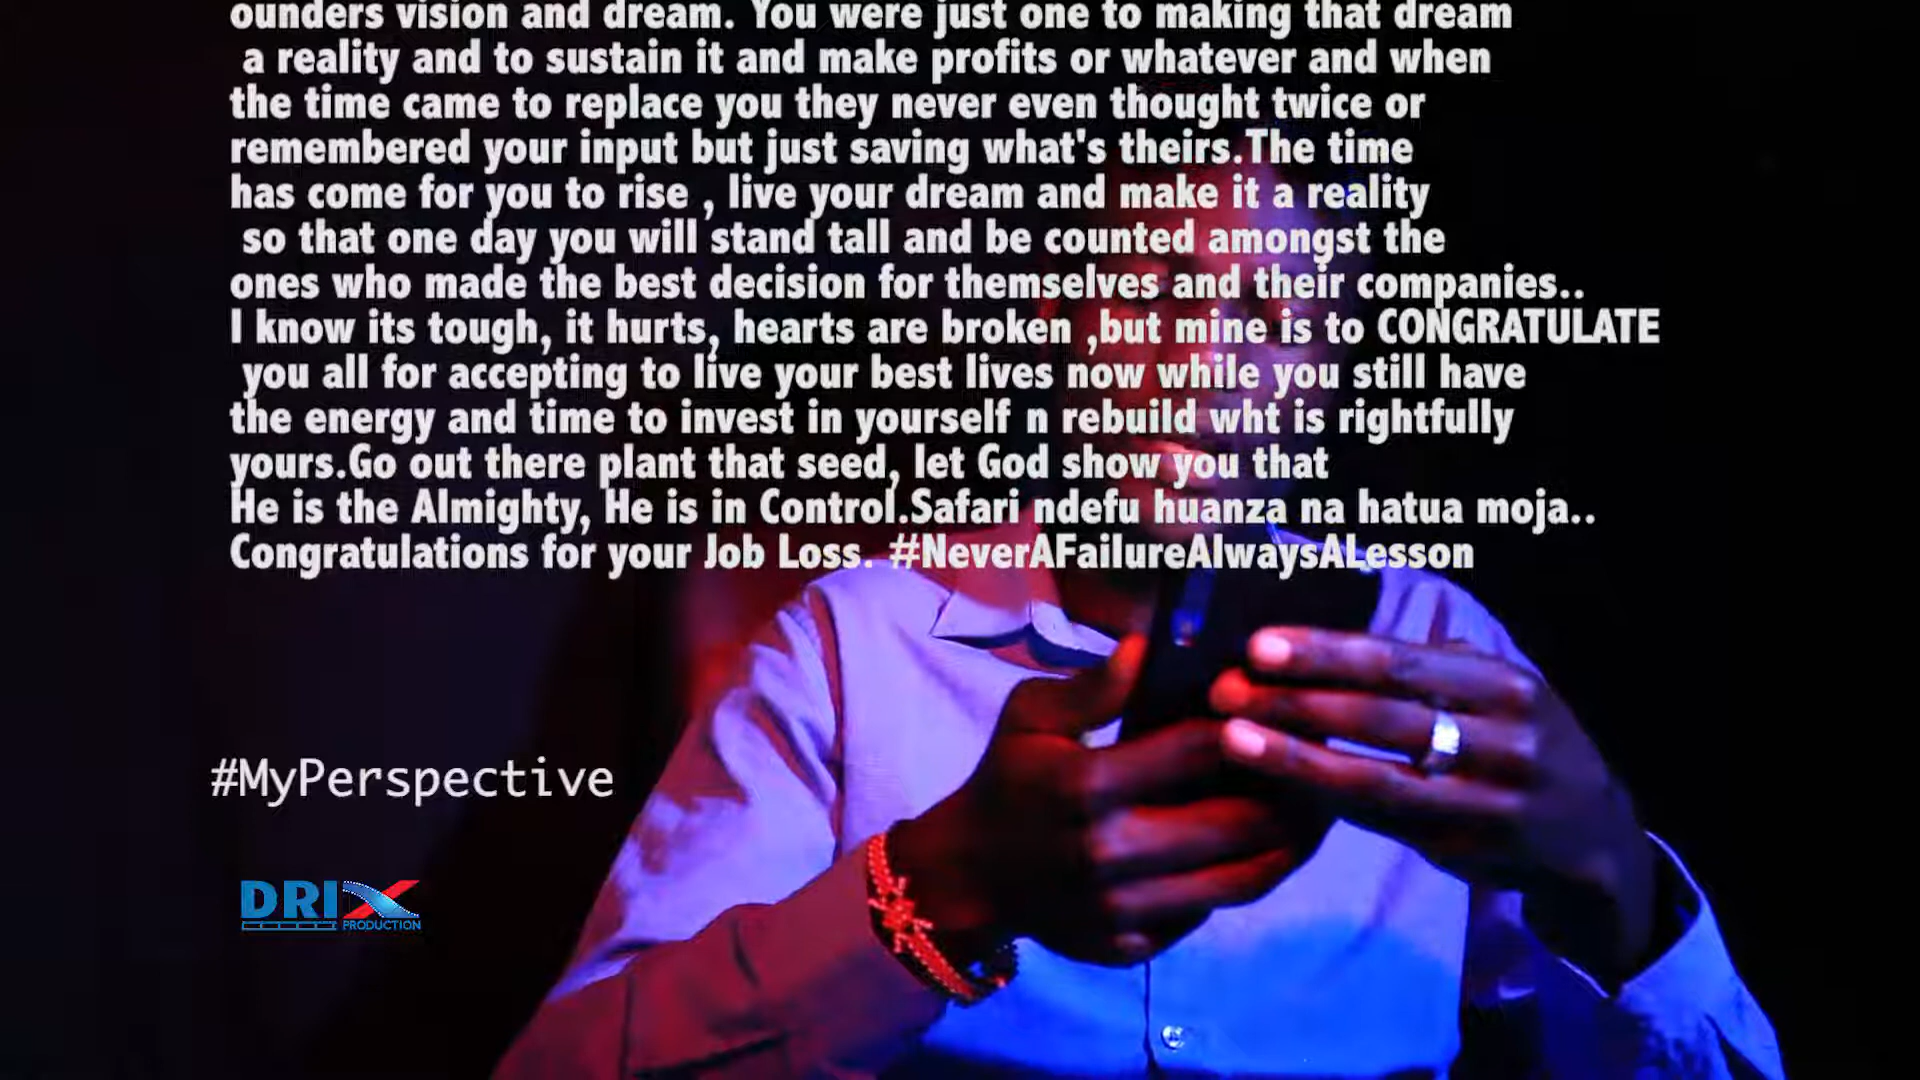 ounders vision and dream. You were just one to making that dream
a reality and to sustain it and make profits or whatever and when
the time came to replace you they never even thought twice or
remembered your input but just saving what's theirs.The time
has come for you to rise , live your dream and make it a reality
so that one day you will stand tall and be counted amongst the
ones who made the best decision for themselves and their companies..
I know its tough, it hurts, hearts are broken ,but mine is to CONGRATULATE
you all for accepting to live your best lives now while you still have
the energy and time to invest in yourself n rebuild wht is rightfully
yours.Go out there plant that seed, let God show you that
He is the Almighty, He is in Control.Safari ndefu huanza na hatua moja..
Congratulations for your Job Loss. #NeverAFailureAlwaysALesson
#MyPerspective
DRIX
PRODUCTION